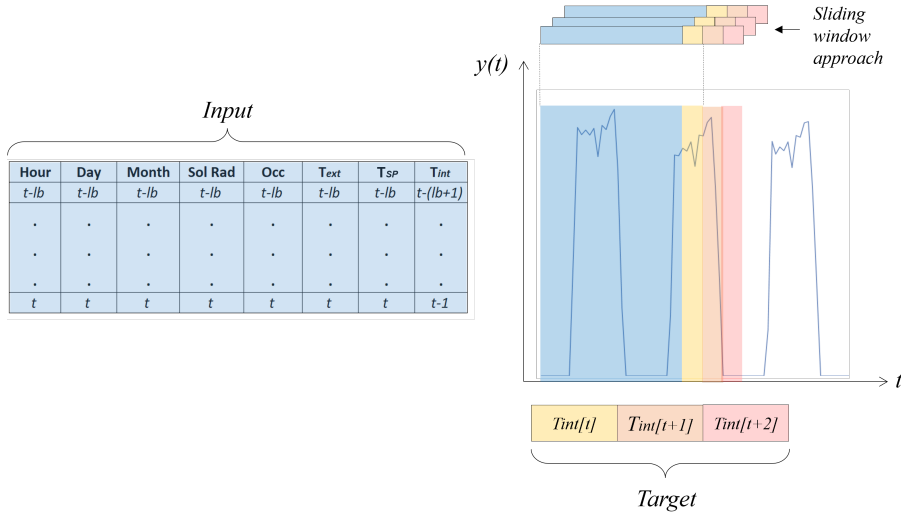 Input
Hour Day Month Sol Rad Occ Text TSP Tint
t-lb t-lb t-lb t-lb t-lb t-lb t-lb t-(lb+1)
. . . . . . . .
. . . . . . . .
. . . . . . . .
t t t t t t t t-1
Sliding
window
approach
y(t)
t
Tint[t] Tint[t+1] Tint[t+2]
Target